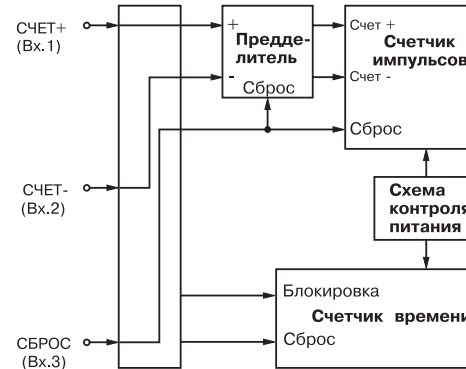 СЧЕТ+
(Вх.1)
+
-
Предде-
литель
Сброс
Счет +
Счет -
Сброс
Счетчик
импульсов
СЧЕТ-
(Вх.2)
Схема
контроля
питания
Блокировка
Счетчик времени
Сброс
СБРОС
(Вх.3)